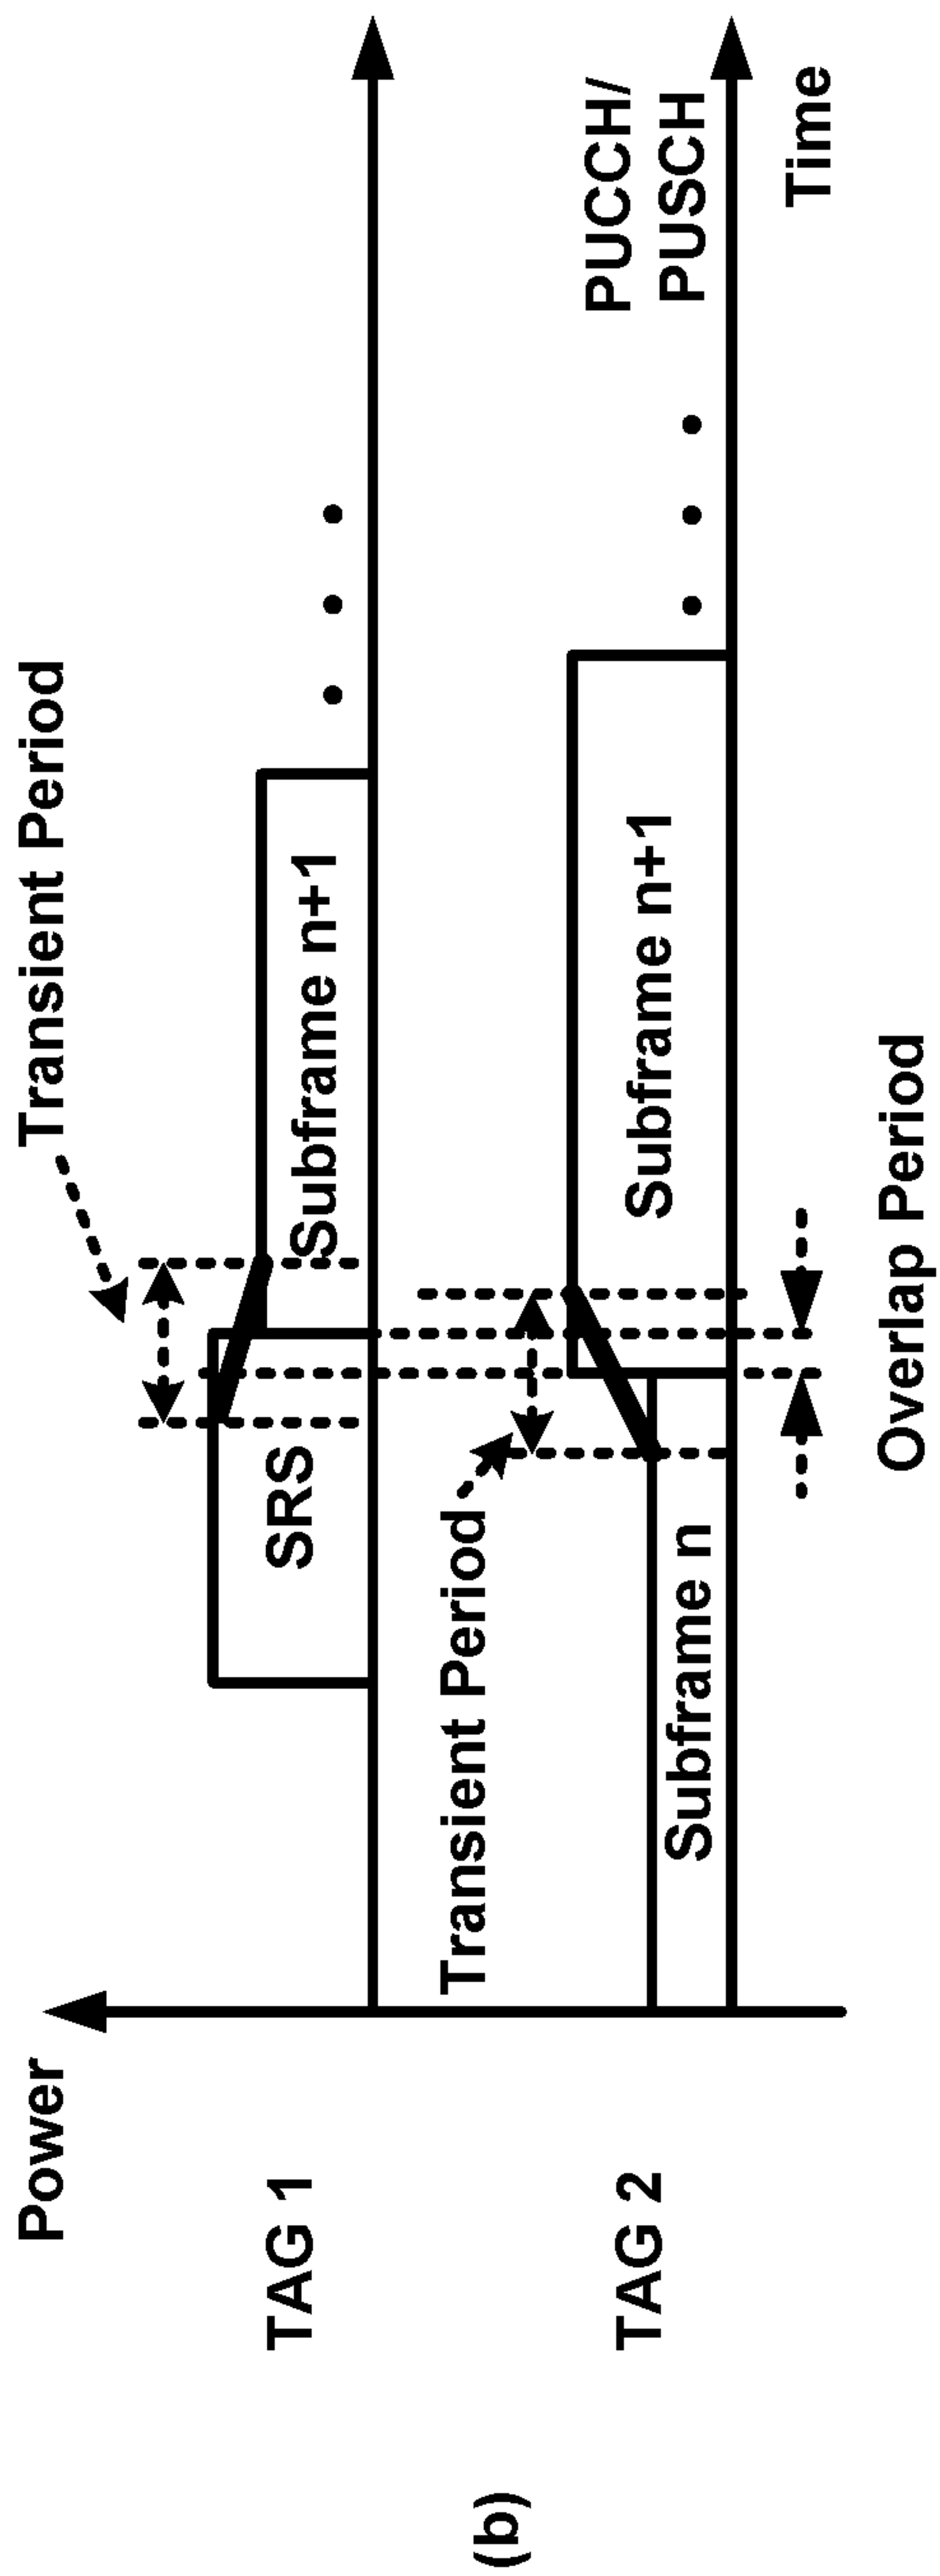 Power
Transient Period
TAG 1
SRS
Subframe n+1
Transient Period
PUCCH/
PUSCH
TAG 2
Subframe n
Subframe n+1
Time
Overlap Period
(b)